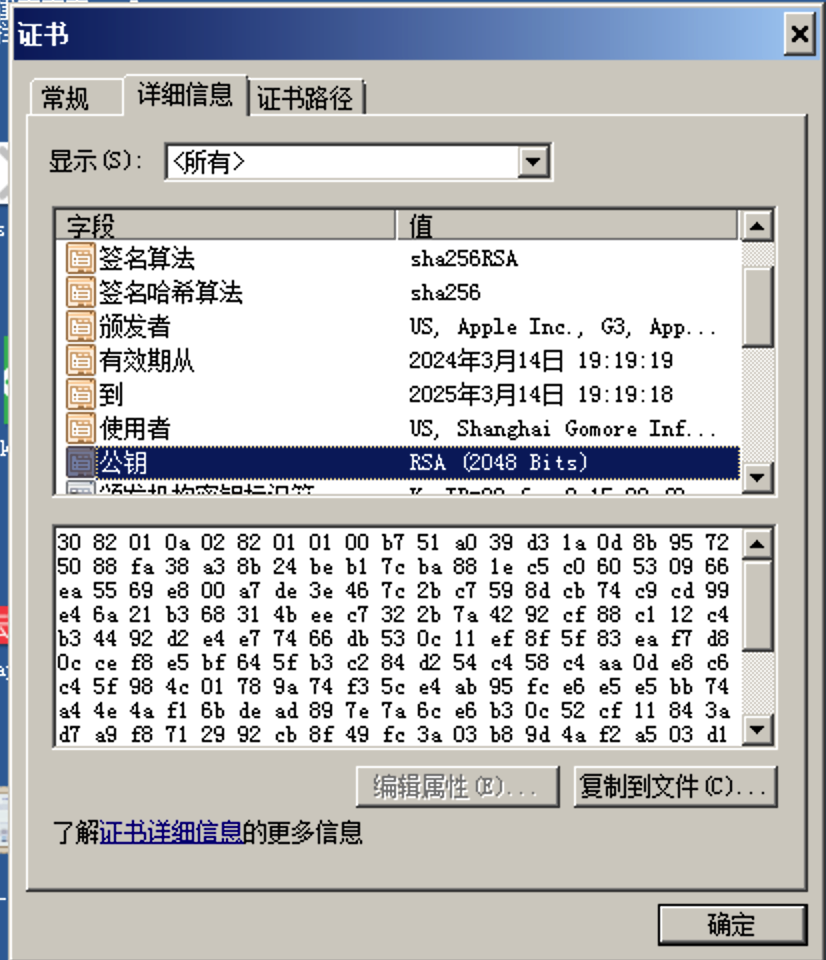 证书
常规 详细信息 证书路径
显示(S): <所有>
字段 值
签名算法 sha256RSA
签名哈希算法 sha256
颁发者 US, Apple Inc., G3, App...
有效期从 2024年3月14日 19:19:19
到 2025年3月14日 19:19:18
使用者 US, Shanghai Gomore Inf...
公钥 RSA (2048 Bits)
30 82 01 0a 02 82 01 01 00 b7 51 a0 39 d3 1a 0d 8b 95 72
50 88 fa 38 a3 8b 24 be b1 7c ba 88 1e c5 c0 60 53 09 66
ea 55 69 e8 00 a7 de 3e 46 7c 2b c7 59 8d cb 74 c9 cd 99
e4 6a 21 b3 68 31 4b ee c7 32 2b 7a 42 92 cf 88 c1 12 c4
b3 44 92 d2 e4 e7 74 66 db 53 0c 11 ef 8f 5f 83 ea f7 d8
0c ce f8 e5 bf 64 5f b3 c2 84 d2 54 c4 58 c4 aa 0d e8 c6
c4 5f 98 4c 01 78 9a 74 f3 5c e4 ab 95 fc e6 e5 e5 bb 74
a4 4e 4a f1 6b de ad 89 7e 7a 6c e6 b3 0c 52 cf 11 84 3a
d7 a9 f8 71 29 92 cb 8f 49 fc 3a 03 b8 9d 4a f2 a5 03 d1
编辑属性(E)... 复制到文件(C)...
了解证书详细信息的更多信息
确定